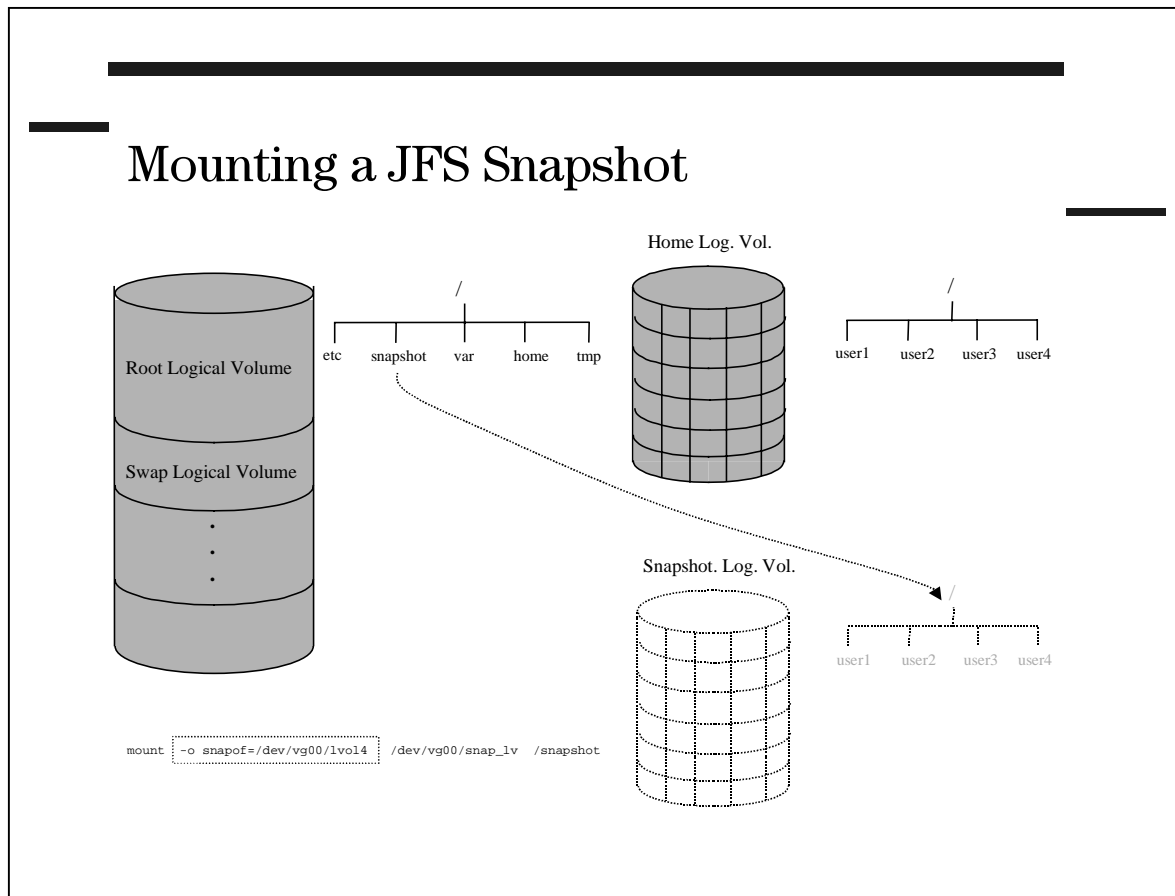 Mounting a JFS Snapshot
Home Log. Vol.
/
etc snapshot var home tmp
/
user1 user2 user3 user4
Root Logical Volume
Swap Logical Volume
Snapshot. Log. Vol.
/
user1 user2 user3 user4
mount -o snapof=/dev/vg00/lvol4 /dev/vg00/snap_lv /snapshot